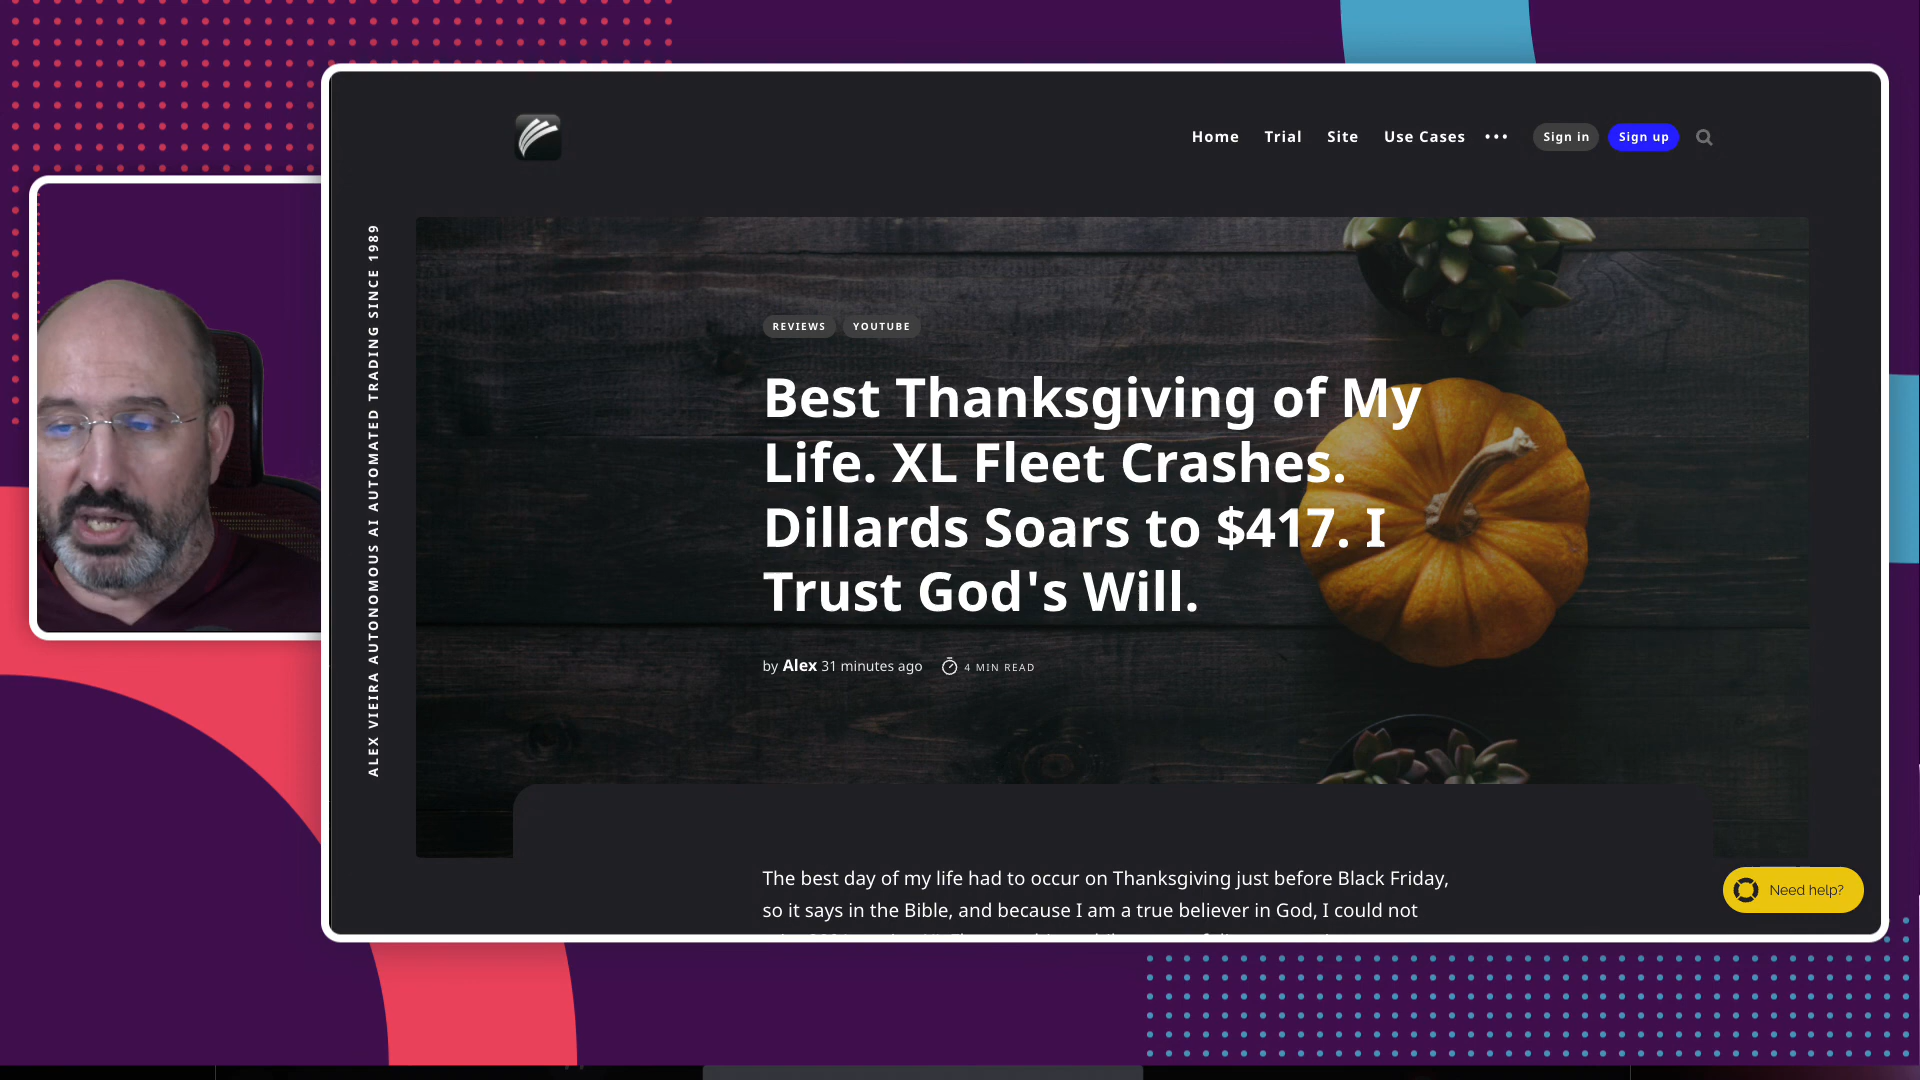 Home Trial Site Use Cases ••• Sign in Sign up
ALEX VIEIRA AUTONOMOUS AI AUTOMATED TRADING SINCE 1989
REVIEWS YOUTUBE
Best Thanksgiving of My
Life. XL Fleet Crashes.
Dillards Soars to $417. I
Trust God's Will.
by Alex 31 minutes ago 4 MIN READ
The best day of my life had to occur on Thanksgiving just before Black Friday,
so it says in the Bible, and because I am a true believer in God, I could not
Need help?